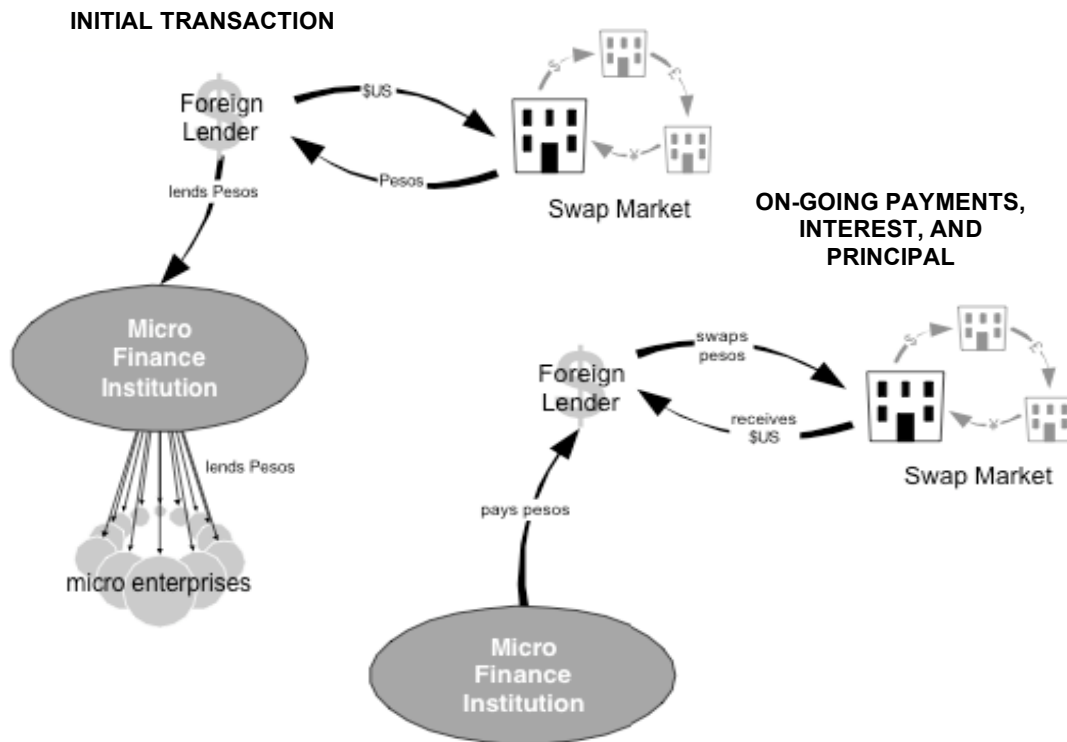 INITIAL TRANSACTION
$
Foreign
Lender
$US
Pesos
$
£
¥
Swap Market
lends Pesos
Micro
Finance
Institution
lends Pesos
micro enterprises
ON-GOING PAYMENTS,
INTEREST, AND
PRINCIPAL
$
Foreign
Lender
swaps
pesos
receives
$US
$
£
¥
Swap Market
pays pesos
Micro
Finance
Institution